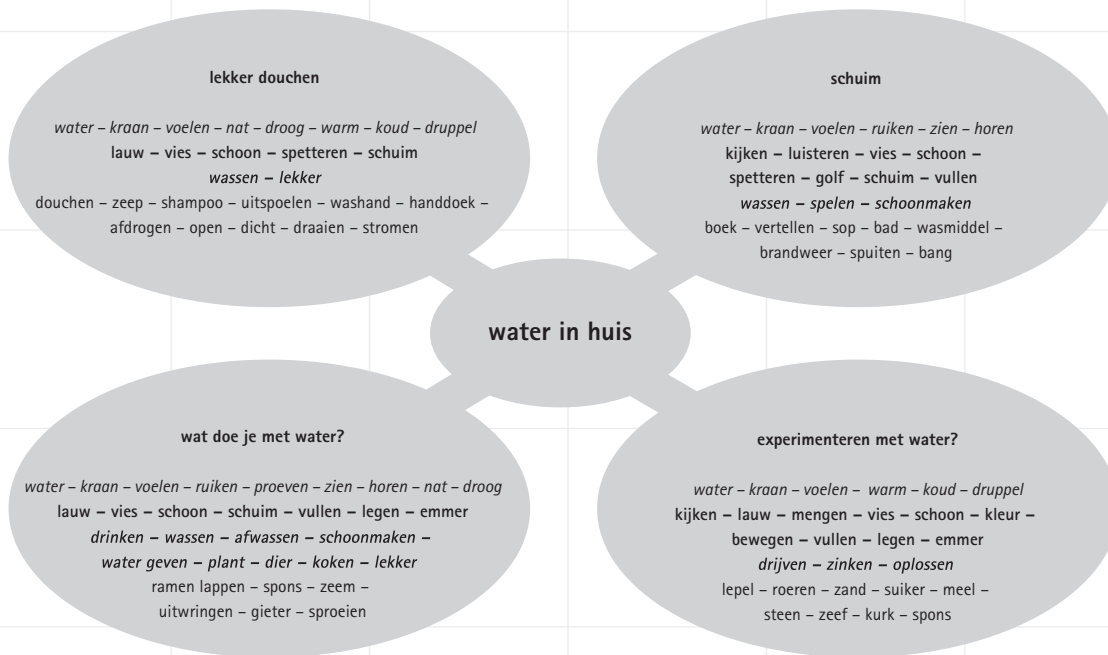 lekker douchen
water – kraan – voelen – nat – droog – warm – koud – druppel
lauw – vies – schoon – spetteren – schuim
wassen – lekker
douchen – zeep – shampoo – uitspoelen – washand – handdoek –
afdrogen – open – dicht – draaien – stromen
schuim
water – kraan – voelen – ruiken – zien – horen
kijken – luisteren – vies – schoon –
spetteren – golf – schuim – vullen
wassen – spelen – schoonmaken
boek – vertellen – sop – bad – wasmiddel –
brandweer – spuiten – bang
water in huis
wat doe je met water?
water – kraan – voelen – ruiken – proeven – zien – horen – nat – droog
lauw – vies – schoon – schuim – vullen – legen – emmer
drinken – wassen – afwassen – schoonmaken –
water geven – plant – dier – koken – lekker
ramen lappen – spons – zeem –
uitwringen – gieter – sproeien
experimenteren met water?
water – kraan – voelen – warm – koud – druppel
kijken – lauw – mengen – vies – schoon – kleur –
bewegen – vullen – legen – emmer
drijven – zinken – oplossen
lepel – roeren – zand – suiker – meel –
steen – zeef – kurk – spons